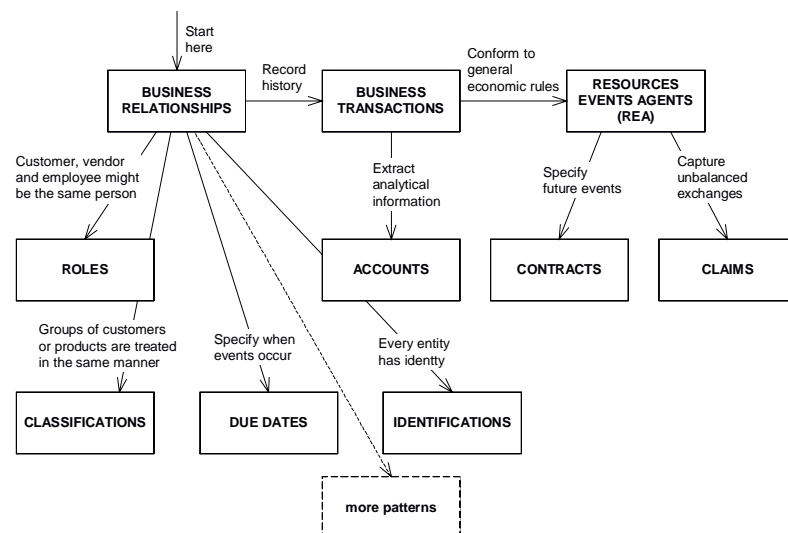 Start
here
BUSINESS
RELATIONSHIPS
Record
history
BUSINESS
TRANSACTIONS
Conform to
general
economic rules
RESOURCES
EVENTS AGENTS
(REA)
Customer, vendor
and employee might
be the same person
Extract
analytical
information
Specify
future events
Capture
unbalanced
exchanges
ROLES
ACCOUNTS
CONTRACTS
CLAIMS
Groups of customers
or products are treated
in the same manner
Specify when
events occur
Every entity
has identty
CLASSIFICATIONS
DUE DATES
IDENTIFICATIONS
more patterns